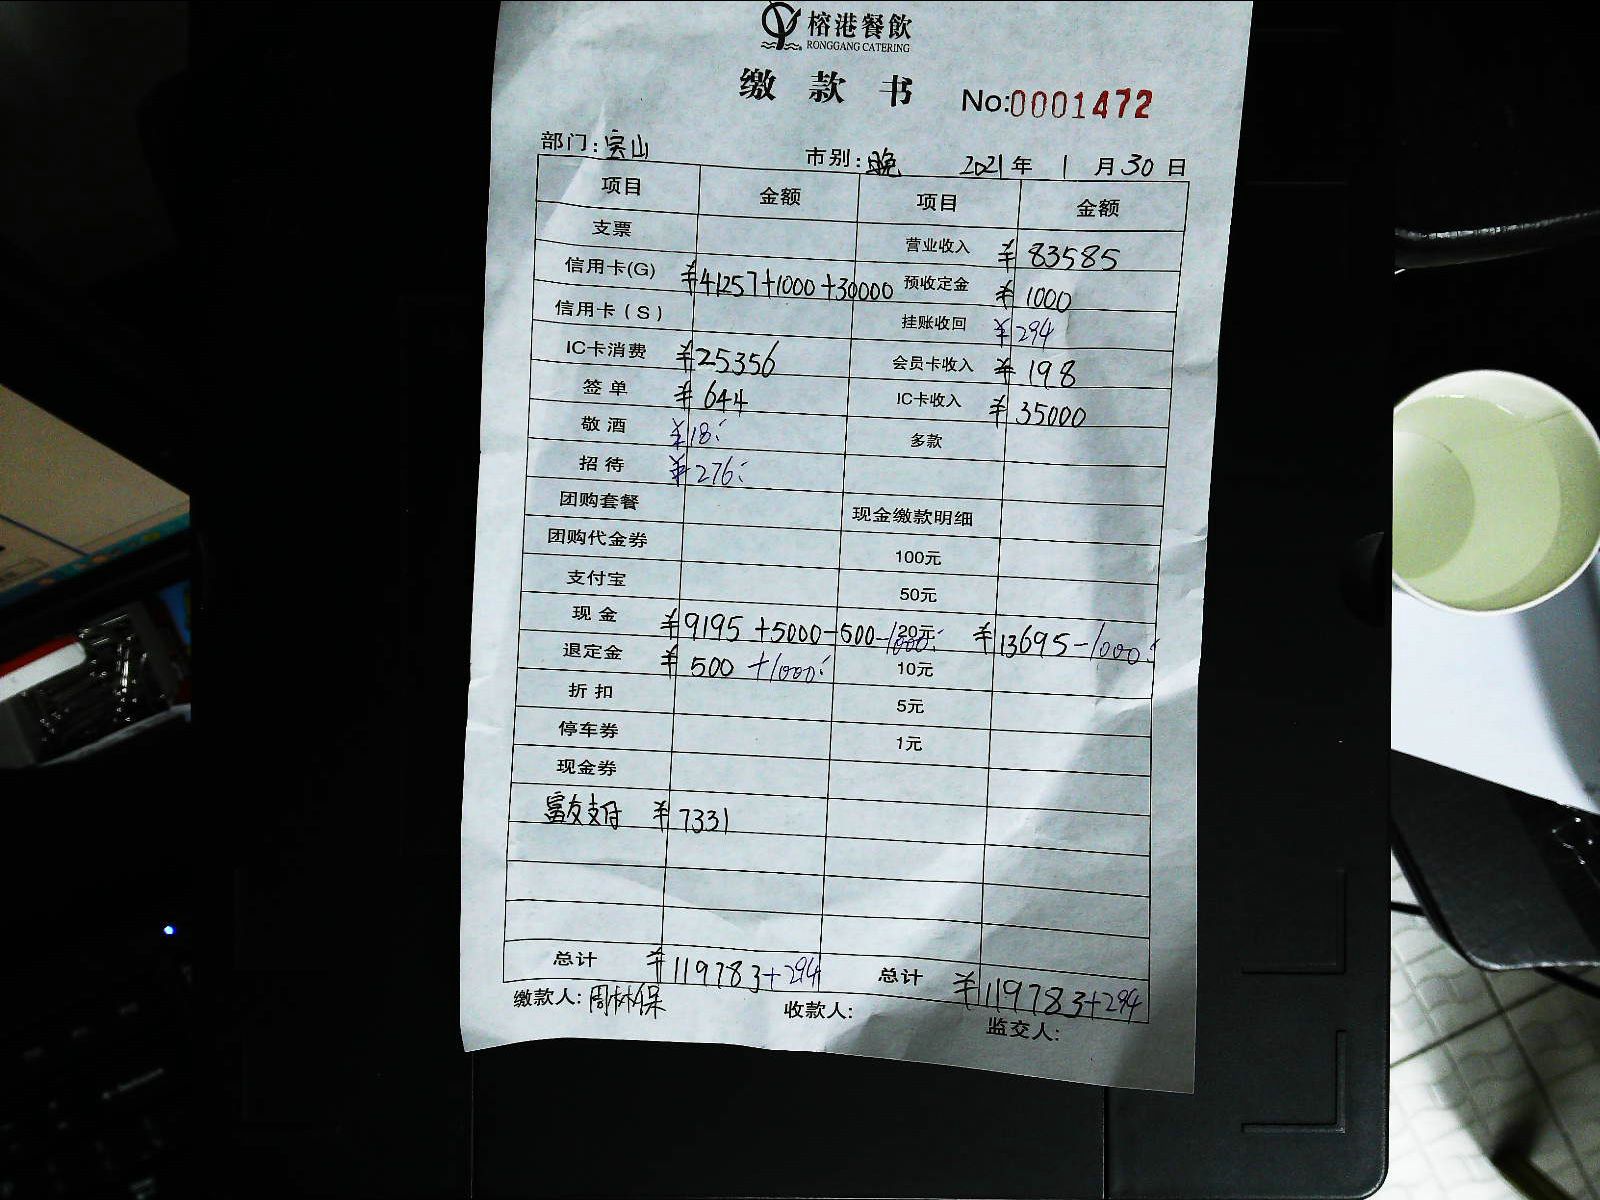 榕港餐飲
RONGGANG CATERING
缴款书 No:0001472
部门:宝山 市别:晚 2021年 1月30日
项目 金额 项目 金额
支票 营业收入 ¥83585
信用卡(G) ¥41257+1000+30000 预收定金 ¥1000
信用卡(S) 挂账收回 ¥294
IC卡消费 ¥25356 会员卡收入 ¥198
签单 ¥644 IC卡收入 ¥35000
敬酒 ¥18 多款
招待 ¥276
团购套餐 现金缴款明细
团购代金券 100元
支付宝 50元
现金 ¥9195+5000-500-1000 20元 ¥13695-1000
退定金 ¥500+1000 10元
折扣 5元
停车券 1元
现金券
富友支付 ¥7331
总计 ¥119783+294 总计 ¥119783+294
缴款人:周林保 收款人: 监交人: